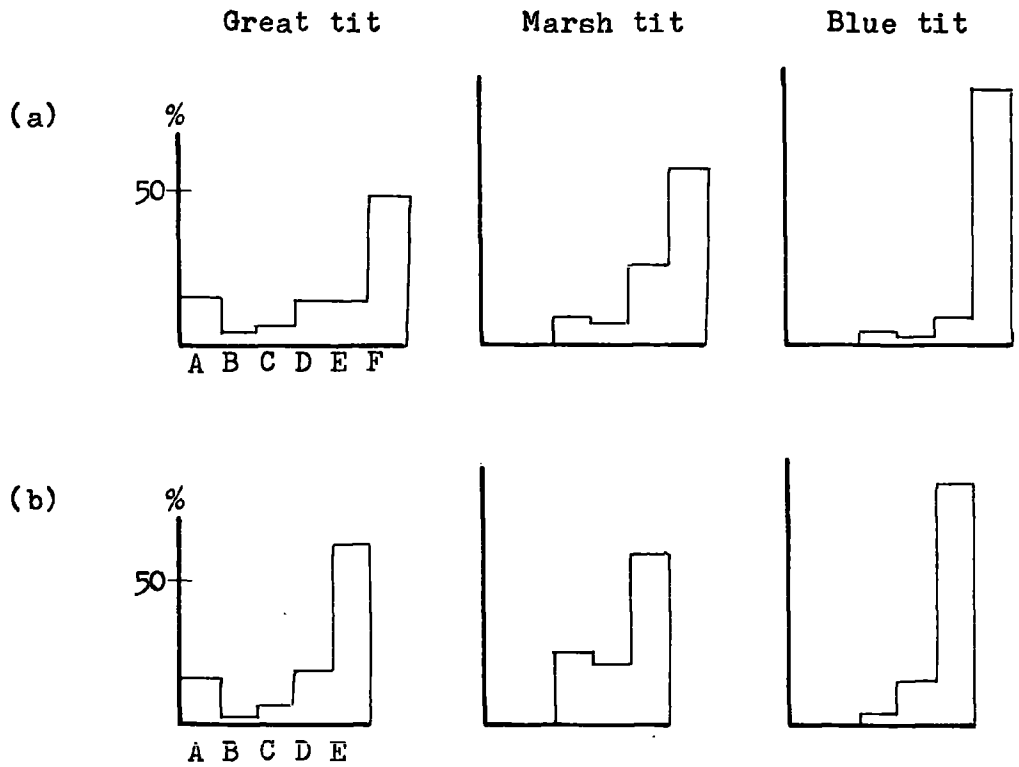 Great tit Marsh tit Blue tit
(a)
%
50
A B C D E F
(b)
%
50
A B C D E